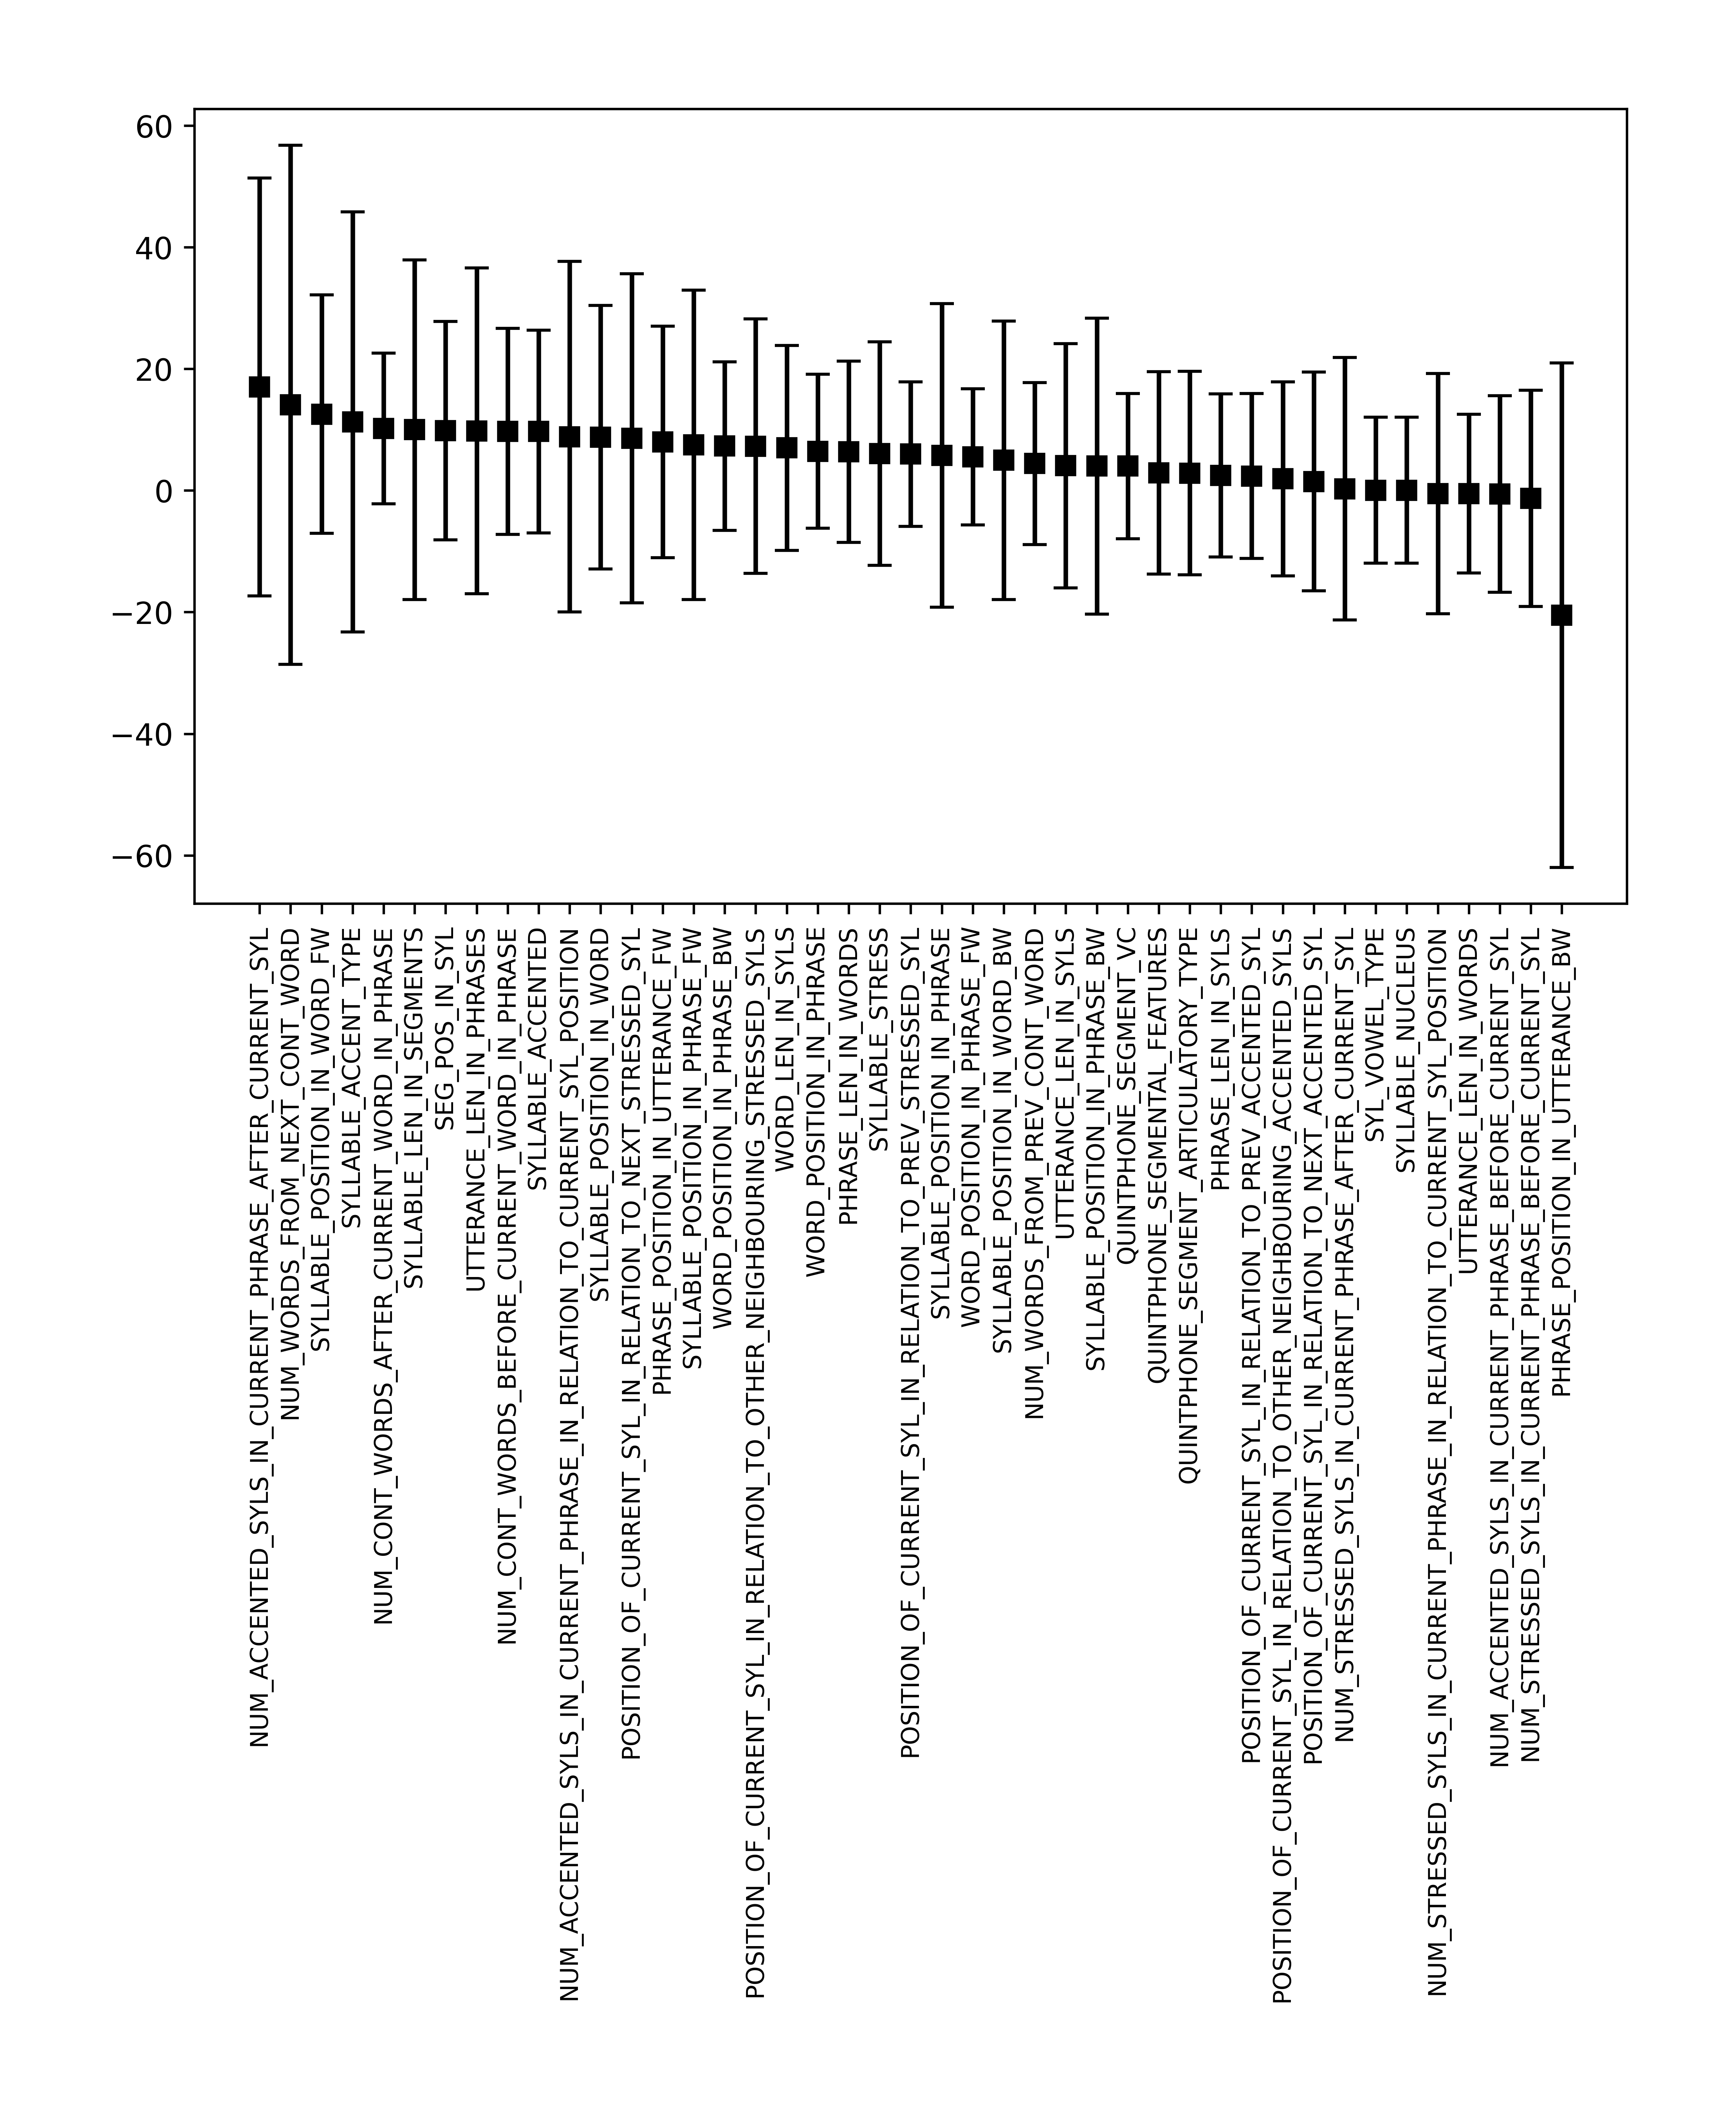 60
40
20
0
−20
−40
−60
NUM_ACCENTED_SYLS_IN_CURRENT_PHRASE_AFTER_CURRENT_SYL
NUM_WORDS_FROM_NEXT_CONT_WORD
SYLLABLE_POSITION_IN_WORD_FW
SYLLABLE_ACCENT_TYPE
NUM_CONT_WORDS_AFTER_CURRENT_WORD_IN_PHRASE
SYLLABLE_LEN_IN_SEGMENTS
SEG_POS_IN_SYL
UTTERANCE_LEN_IN_PHRASES
NUM_CONT_WORDS_BEFORE_CURRENT_WORD_IN_PHRASE
SYLLABLE_ACCENTED
NUM_ACCENTED_SYLS_IN_CURRENT_PHRASE_IN_RELATION_TO_CURRENT_SYL_POSITION
SYLLABLE_POSITION_IN_WORD
POSITION_OF_CURRENT_SYL_IN_RELATION_TO_NEXT_STRESSED_SYL
PHRASE_POSITION_IN_UTTERANCE_FW
SYLLABLE_POSITION_IN_PHRASE_FW
WORD_POSITION_IN_PHRASE_BW
POSITION_OF_CURRENT_SYL_IN_RELATION_TO_OTHER_NEIGHBOURING_STRESSED_SYLS
WORD_LEN_IN_SYLS
WORD_POSITION_IN_PHRASE
PHRASE_LEN_IN_WORDS
SYLLABLE_STRESS
POSITION_OF_CURRENT_SYL_IN_RELATION_TO_PREV_STRESSED_SYL
SYLLABLE_POSITION_IN_PHRASE
WORD_POSITION_IN_PHRASE_FW
SYLLABLE_POSITION_IN_WORD_BW
NUM_WORDS_FROM_PREV_CONT_WORD
UTTERANCE_LEN_IN_SYLS
SYLLABLE_POSITION_IN_PHRASE_BW
QUINTPHONE_SEGMENT_VC
QUINTPHONE_SEGMENTAL_FEATURES
QUINTPHONE_SEGMENT_ARTICULATORY_TYPE
PHRASE_LEN_IN_SYLS
POSITION_OF_CURRENT_SYL_IN_RELATION_TO_PREV_ACCENTED_SYL
POSITION_OF_CURRENT_SYL_IN_RELATION_TO_OTHER_NEIGHBOURING_ACCENTED_SYLS
POSITION_OF_CURRENT_SYL_IN_RELATION_TO_NEXT_ACCENTED_SYL
NUM_STRESSED_SYLS_IN_CURRENT_PHRASE_AFTER_CURRENT_SYL
SYL_VOWEL_TYPE
SYLLABLE_NUCLEUS
NUM_STRESSED_SYLS_IN_CURRENT_PHRASE_IN_RELATION_TO_CURRENT_SYL_POSITION
UTTERANCE_LEN_IN_WORDS
NUM_ACCENTED_SYLS_IN_CURRENT_PHRASE_BEFORE_CURRENT_SYL
NUM_STRESSED_SYLS_IN_CURRENT_PHRASE_BEFORE_CURRENT_SYL
PHRASE_POSITION_IN_UTTERANCE_BW